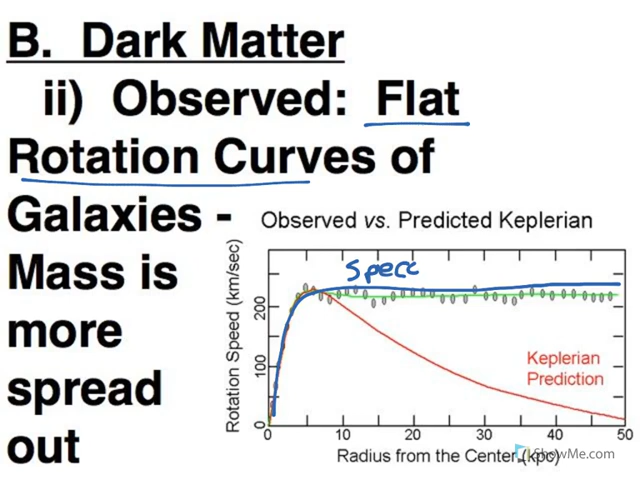 B. Dark Matter
ii) Observed: Flat
Rotation Curves of
Galaxies -
Mass is
more
spread
out
Observed vs. Predicted Keplerian
Rotation Speed (km/sec)
200
100
0
Spec
Keplerian
Prediction
0 10 20 30 40 50
Radius from the Center (kpc)
ShowMe.com